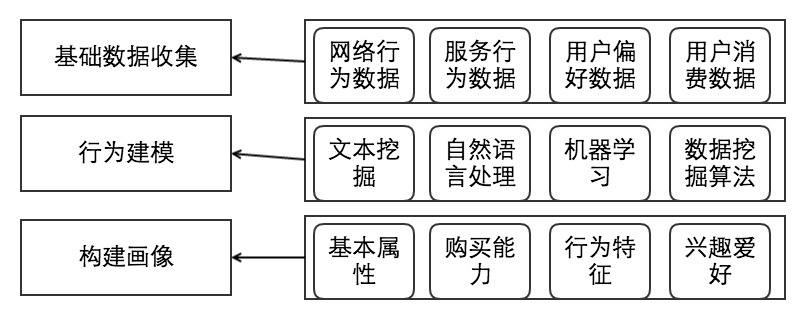 基础数据收集
网络行
为数据
服务行
为数据
用户偏
好数据
用户消
费数据
行为建模
文本挖
掘
自然语
言处理
机器学
习
数据挖
掘算法
构建画像
基本属
性
购买能
力
行为特
征
兴趣爱
好